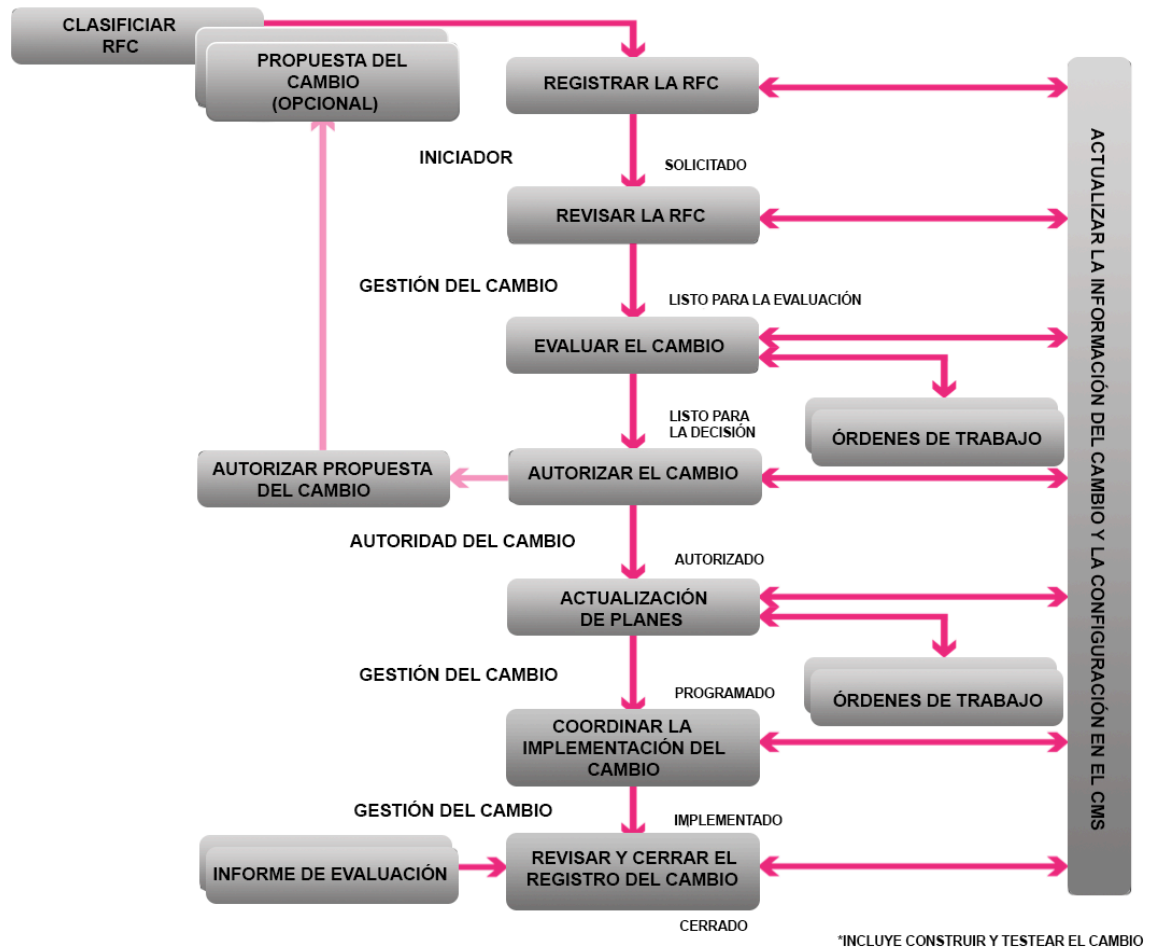 CLASIFICIAR
RFC
PROPUESTA DEL
CAMBIO
(OPCIONAL)
REGISTRAR LA RFC
INICIADOR
SOLICITADO
REVISAR LA RFC
GESTIÓN DEL CAMBIO
LISTO PARA LA EVALUACIÓN
EVALUAR EL CAMBIO
LISTO PARA
LA DECISIÓN
ÓRDENES DE TRABAJO
AUTORIZAR PROPUESTA
DEL CAMBIO
AUTORIZAR EL CAMBIO
AUTORIDAD DEL CAMBIO
AUTORIZADO
ACTUALIZACIÓN
DE PLANES
GESTIÓN DEL CAMBIO
PROGRAMADO
ÓRDENES DE TRABAJO
COORDINAR LA
IMPLEMENTACIÓN DEL
CAMBIO
GESTIÓN DEL CAMBIO
IMPLEMENTADO
INFORME DE EVALUACIÓN
REVISAR Y CERRAR EL
REGISTRO DEL CAMBIO
CERRADO
ACTUALIZAR LA INFORMACIÓN DEL CAMBIO Y LA CONFIGURACIÓN EN EL CMS
*INCLUYE CONSTRUIR Y TESTEAR EL CAMBIO